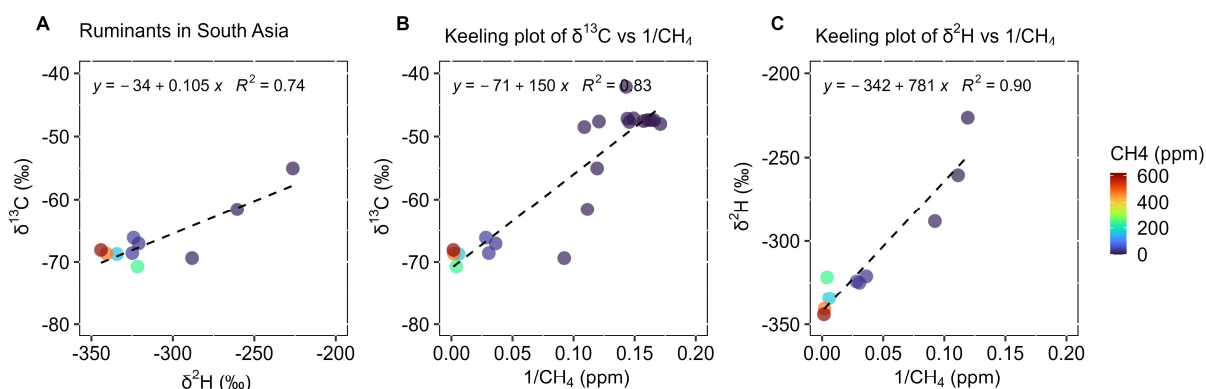 A Ruminants in South Asia
y = − 34 + 0.105 x R² = 0.74
-40
-50
-60
-70
-80
δ¹³C (‰)
-350 -300 -250 -200
δ²H (‰)
B Keeling plot of δ¹³C vs 1/CH₄
y = − 71 + 150 x R² = 0.83
-40
-50
-60
-70
-80
δ¹³C (‰)
0.00 0.05 0.10 0.15 0.20
1/CH₄ (ppm)
C Keeling plot of δ²H vs 1/CH₄
y = − 342 + 781 x R² = 0.90
-200
-250
-300
-350
δ²H (‰)
0.00 0.05 0.10 0.15 0.20
1/CH₄ (ppm)
CH4 (ppm)
600
400
200
0